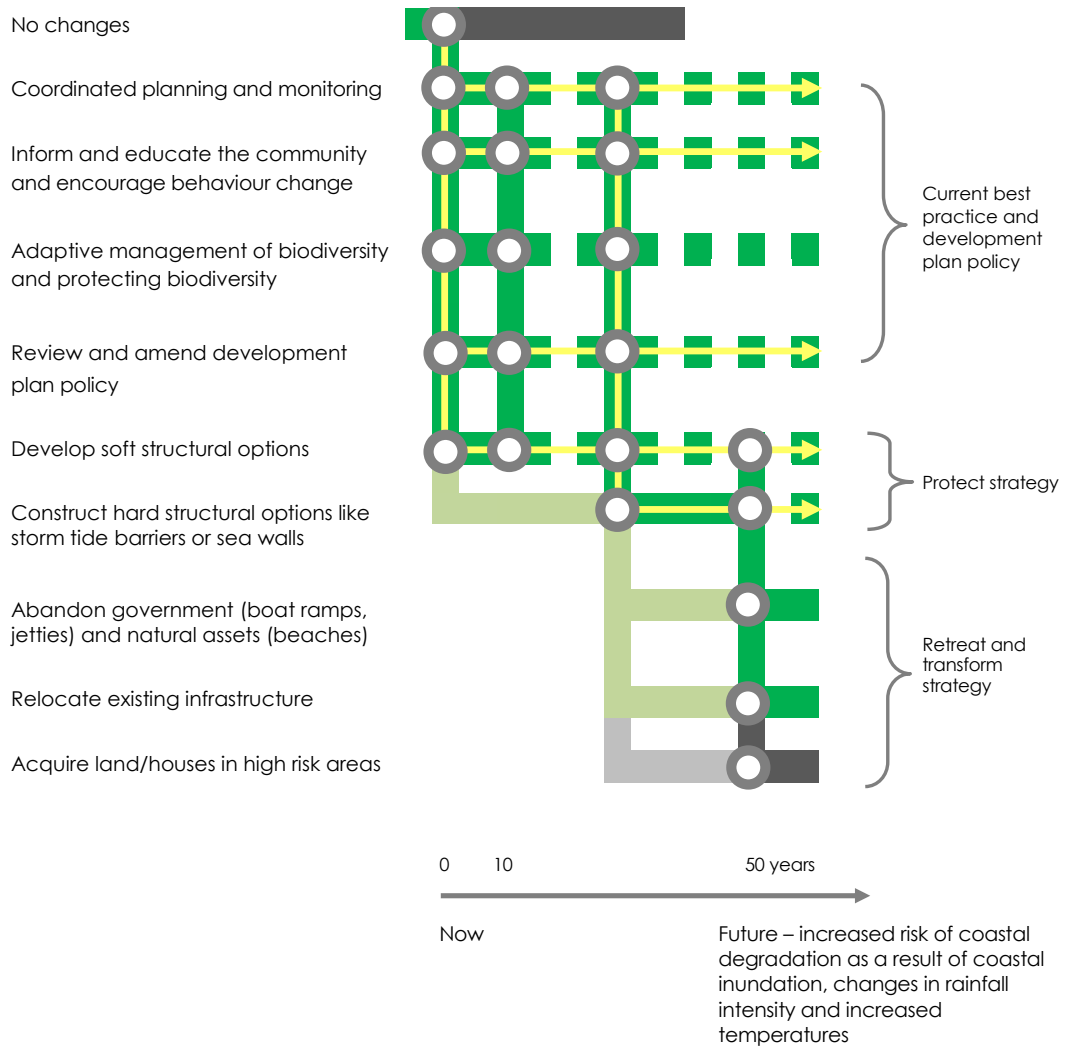 No changes
Coordinated planning and monitoring
Inform and educate the community
and encourage behaviour change
Adaptive management of biodiversity
and protecting biodiversity
Review and amend development
plan policy
Current best
practice and
development
plan policy
Develop soft structural options
Construct hard structural options like
storm tide barriers or sea walls
Protect strategy
Abandon government (boat ramps,
jetties) and natural assets (beaches)
Relocate existing infrastructure
Acquire land/houses in high risk areas
Retreat and
transform
strategy
0
10
50 years
Now
Future – increased risk of coastal
degradation as a result of coastal
inundation, changes in rainfall
intensity and increased
temperatures